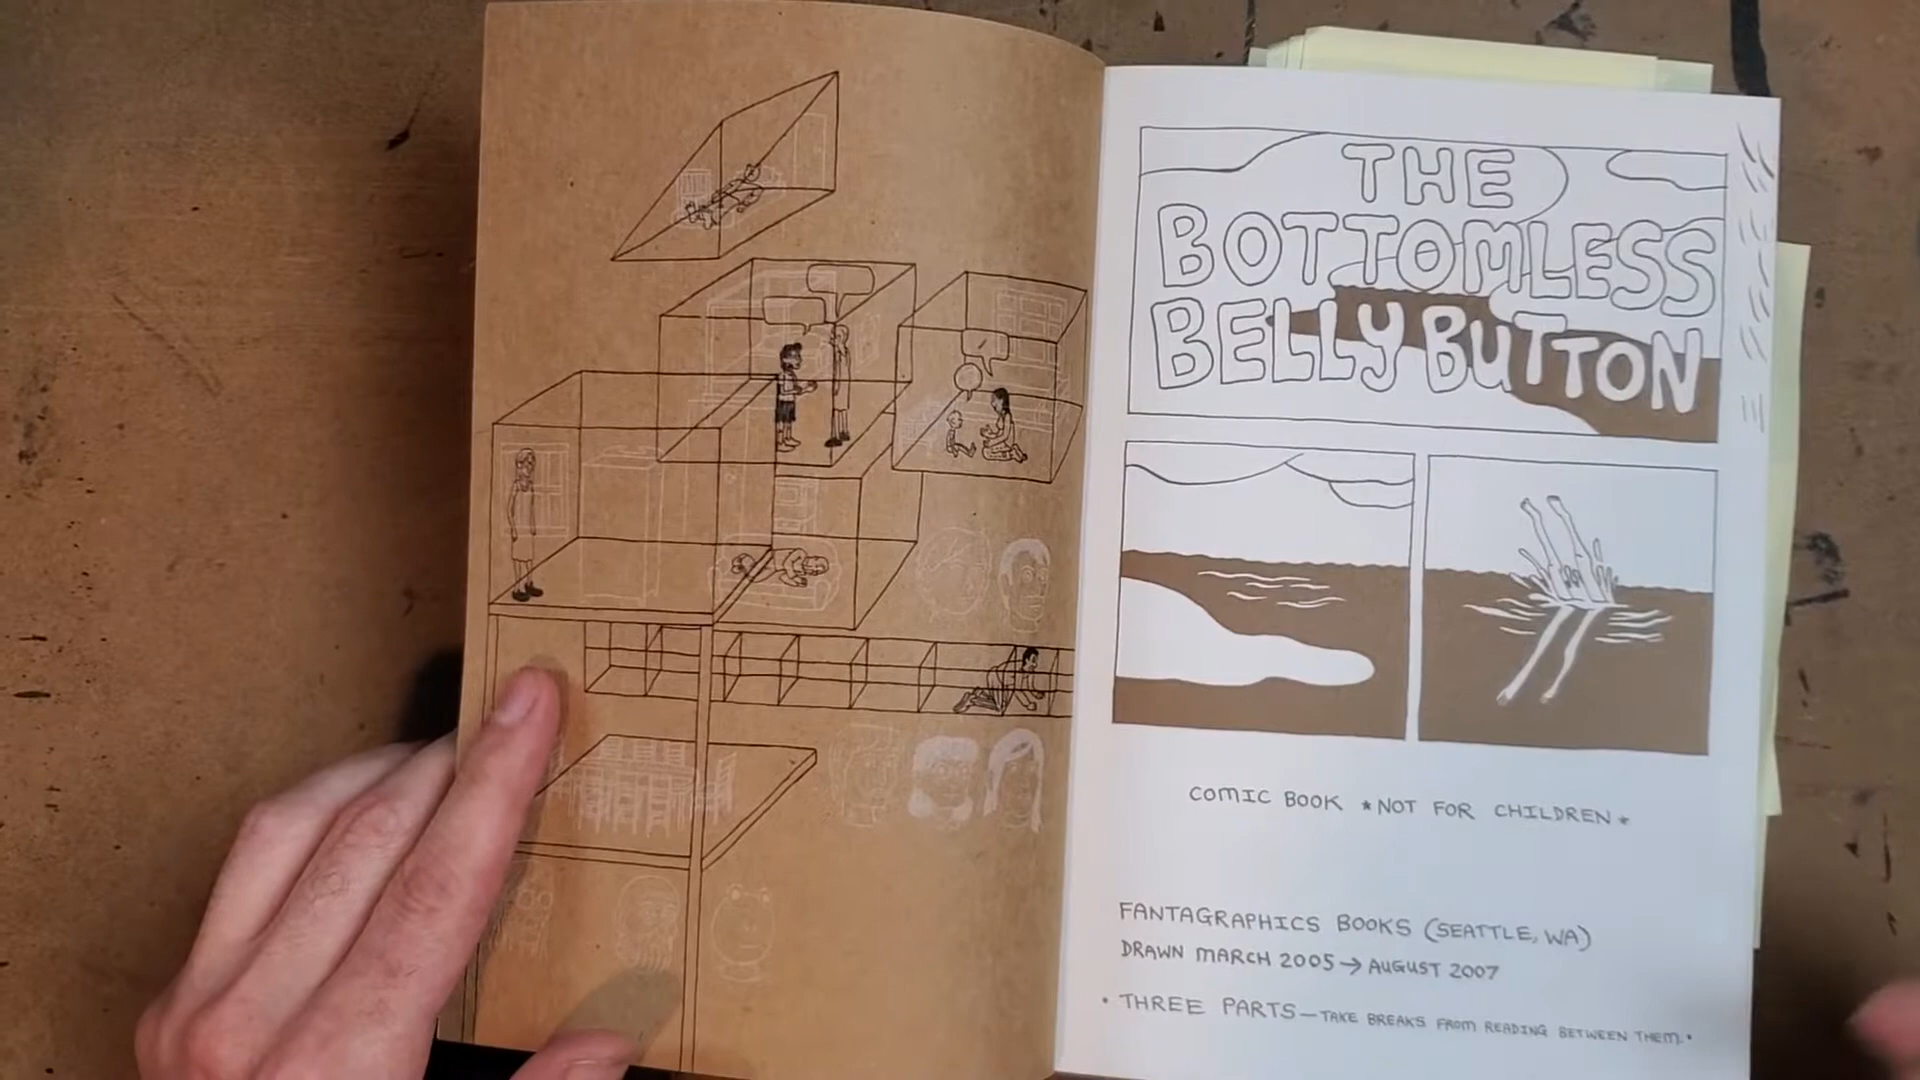 THE
BOTTOMLESS
BELLY BUTTON
COMIC BOOK *NOT FOR CHILDREN*
FANTAGRAPHICS BOOKS (SEATTLE, WA)
DRAWN MARCH 2005→AUGUST 2007
• THREE PARTS—TAKE BREAKS FROM READING BETWEEN THEM.•